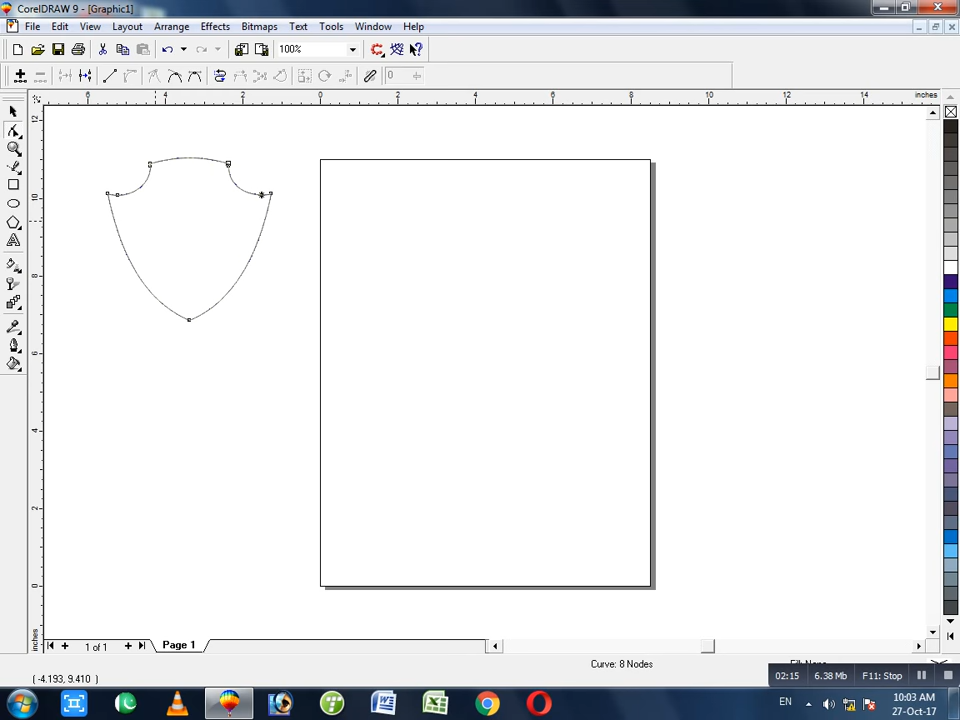 CorelDRAW 9 - [Graphic1]
File Edit View Layout Arrange Effects Bitmaps Text Tools Window Help
100%
0
6 4 2 0 2 4 6 8 10 12 14 inches
12
10
8
6
4
2
0
inches
1 of 1
Page 1
Curve: 8 Nodes
(-4.193, 9.410 )
02:15 6.38 Mb F11: Stop
EN
10:03 AM
27-Oct-17